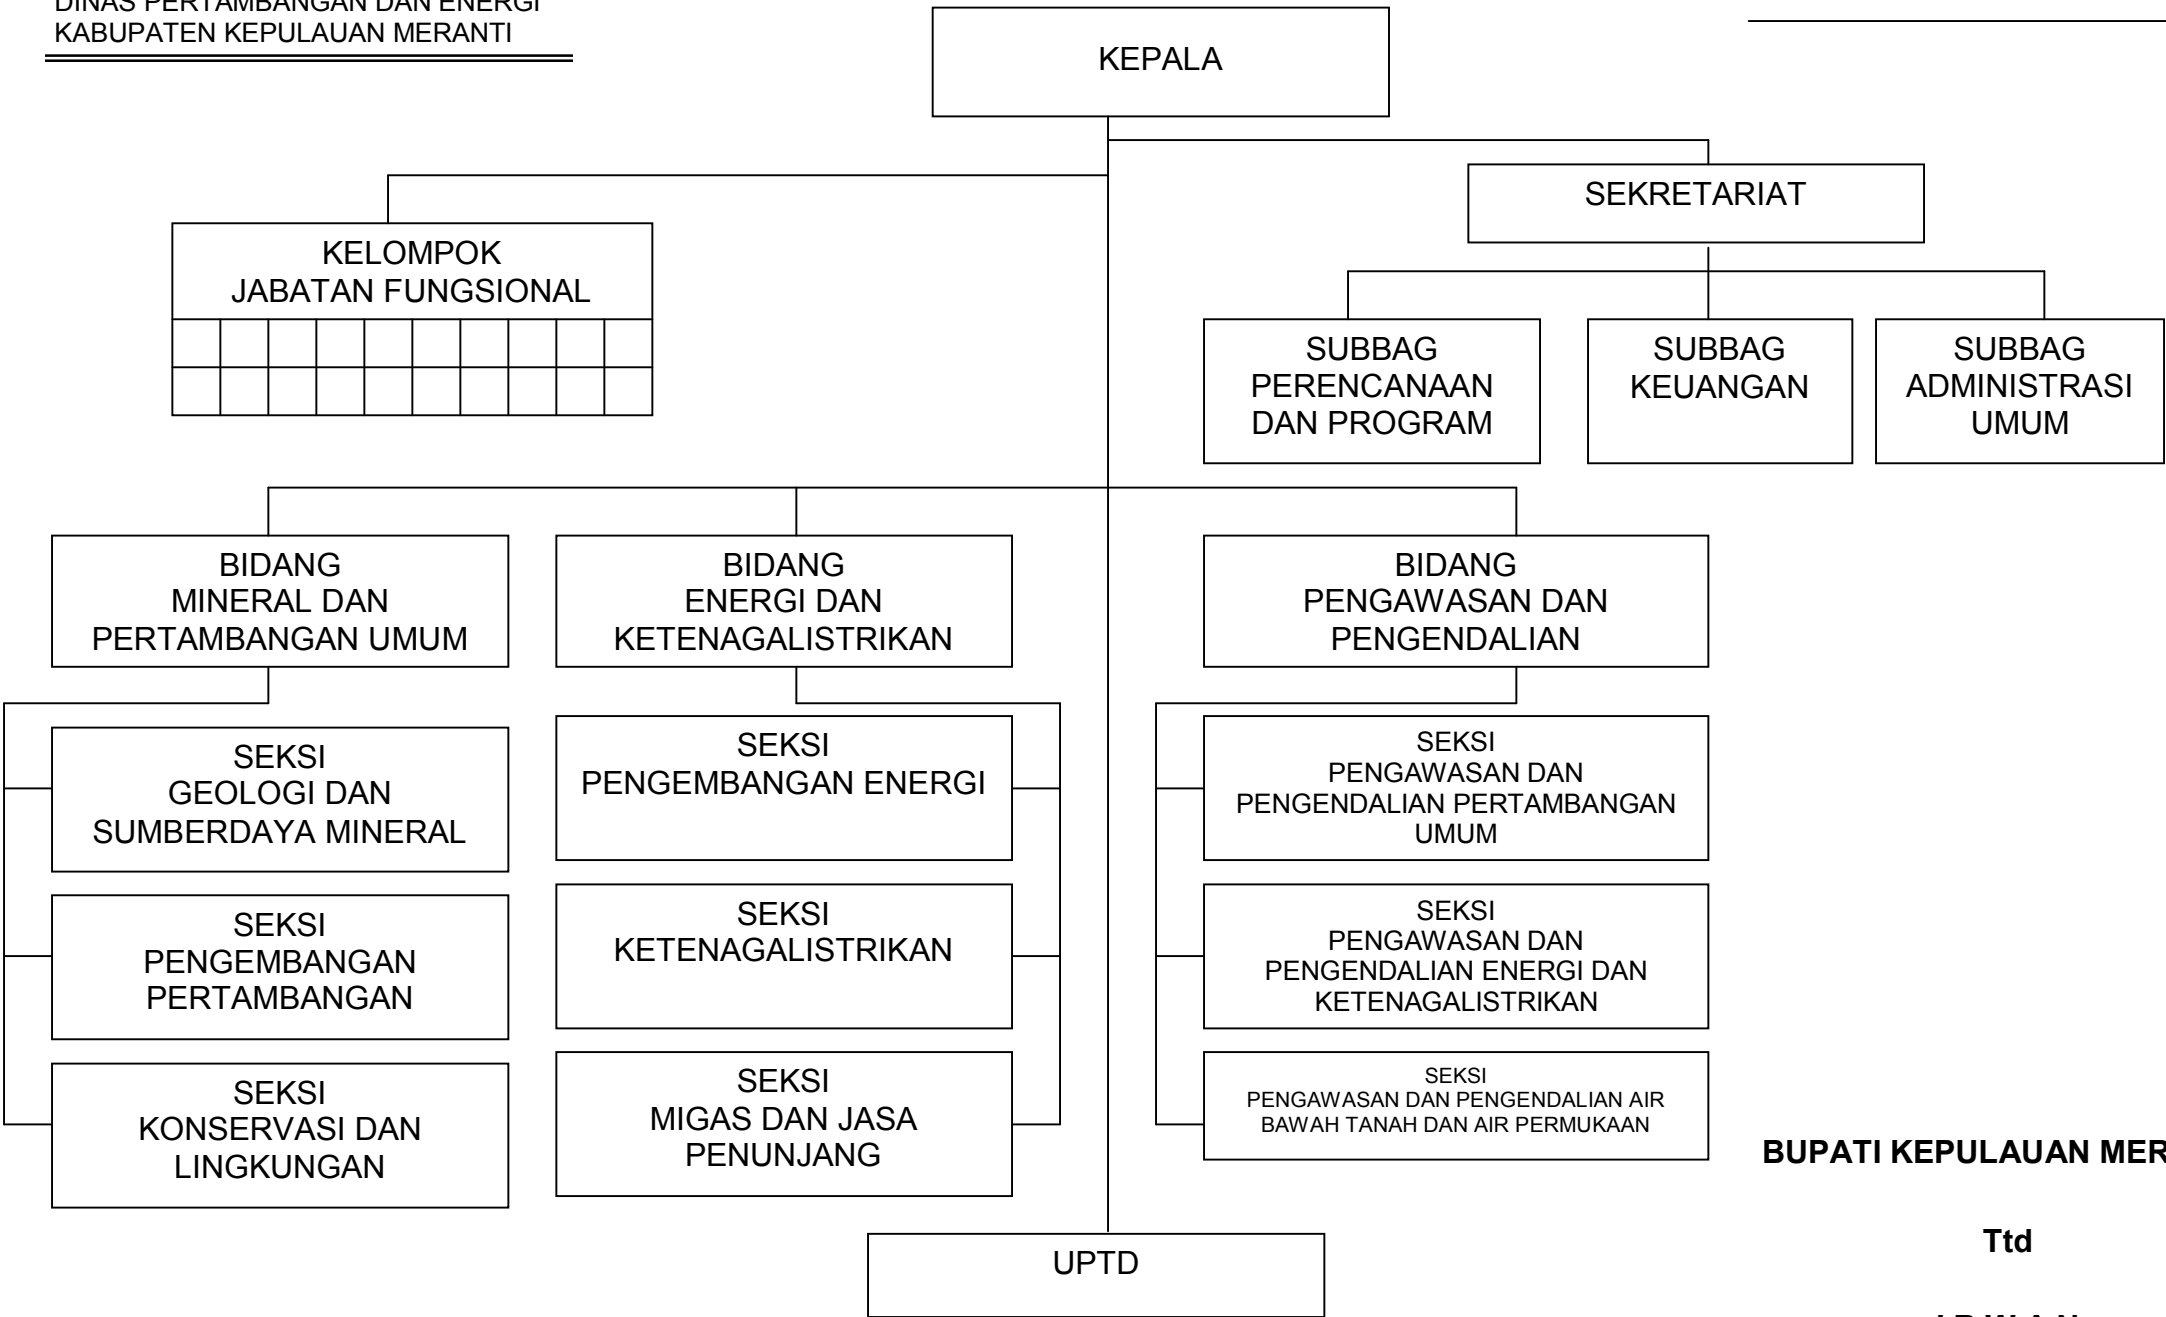 DINAS PERTAMBANGAN DAN ENERGI
KABUPATEN KEPULAUAN MERANTI
KEPALA
SEKRETARIAT
KELOMPOK
JABATAN FUNGSIONAL
SUBBAG
PERENCANAAN
DAN PROGRAM
SUBBAG
KEUANGAN
SUBBAG
ADMINISTRASI
UMUM
BIDANG
MINERAL DAN
PERTAMBANGAN UMUM
BIDANG
ENERGI DAN
KETENAGALISTRIKAN
BIDANG
PENGAWASAN DAN
PENGENDALIAN
SEKSI
GEOLOGI DAN
SUMBERDAYA MINERAL
SEKSI
PENGEMBANGAN
PERTAMBANGAN
SEKSI
KONSERVASI DAN
LINGKUNGAN
SEKSI
PENGEMBANGAN ENERGI
SEKSI
KETENAGALISTRIKAN
SEKSI
MIGAS DAN JASA
PENUNJANG
SEKSI
PENGAWASAN DAN
PENGENDALIAN PERTAMBANGAN
UMUM
SEKSI
PENGAWASAN DAN
PENGENDALIAN ENERGI DAN
KETENAGALISTRIKAN
SEKSI
PENGAWASAN DAN PENGENDALIAN AIR
BAWAH TANAH DAN AIR PERMUKAAN
UPTD
BUPATI KEPULAUAN MER
Ttd